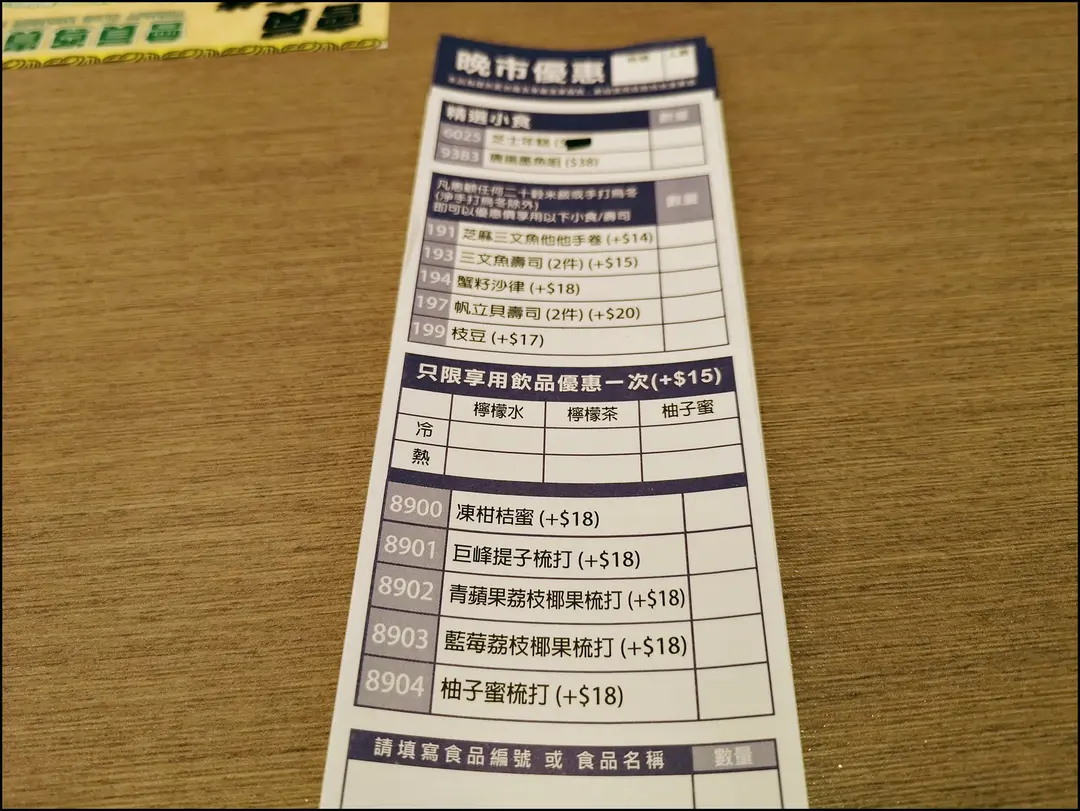 會員
會員專享
晚市優惠
精選小食 數量
6025 芝士年糕 ($
9383 ($38)
凡惠顧任何二十穀米飯或手打烏冬 數量
(淨手打烏冬除外)
即可以優惠價享用以下小食/壽司
191 芝麻三文魚他他手卷 (+$14)
193 三文魚壽司 (2件) (+$15)
194 蟹籽沙律 (+$18)
197 帆立貝壽司 (2件) (+$20)
199 枝豆 (+$17)
只限享用飲品優惠一次(+$15)
檸檬水 檸檬茶 柚子蜜
冷
熱
8900 凍柑桔蜜 (+$18)
8901 巨峰提子梳打 (+$18)
8902 青蘋果荔枝椰果梳打 (+$18)
8903 藍莓荔枝椰果梳打 (+$18)
8904 柚子蜜梳打 (+$18)
請填寫食品編號 或 食品名稱 數量